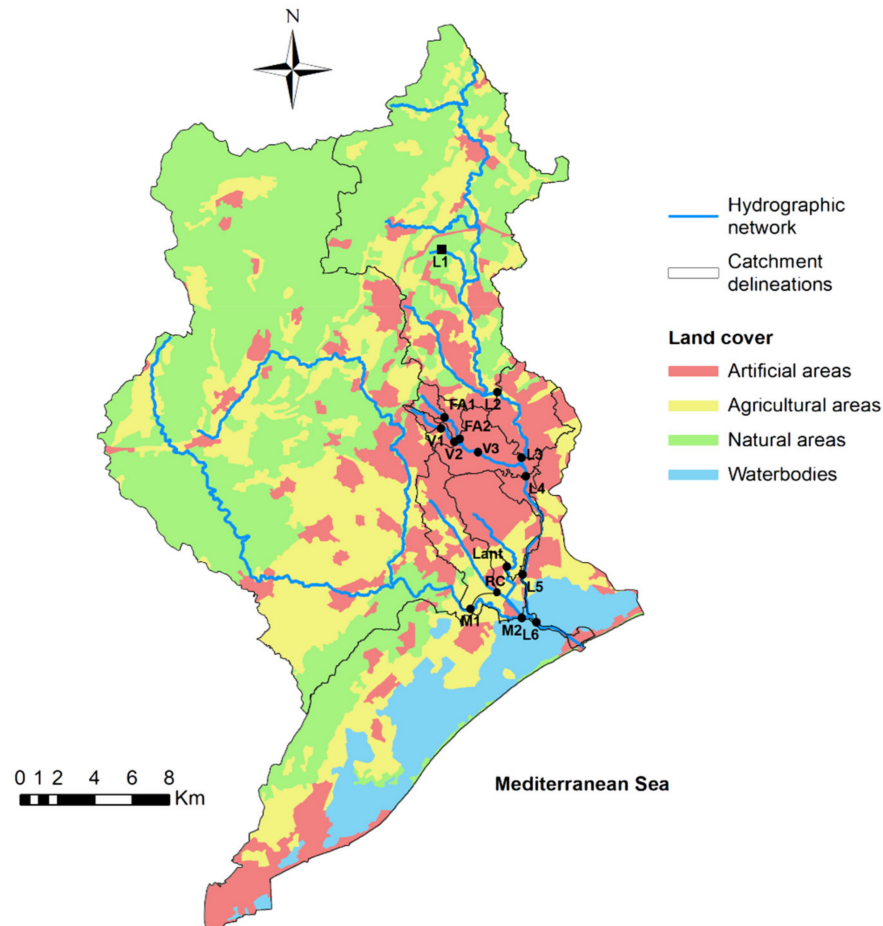 N
Hydrographic
network
Catchment
delineations
Land cover
Artificial areas
Agricultural areas
Natural areas
Waterbodies
L1
L2
FA1
V1
FA2
V2
V3
L3
L4
Lant
L5
RC
M1
M2
L6
0 1 2 4 6 8
Km
Mediterranean Sea